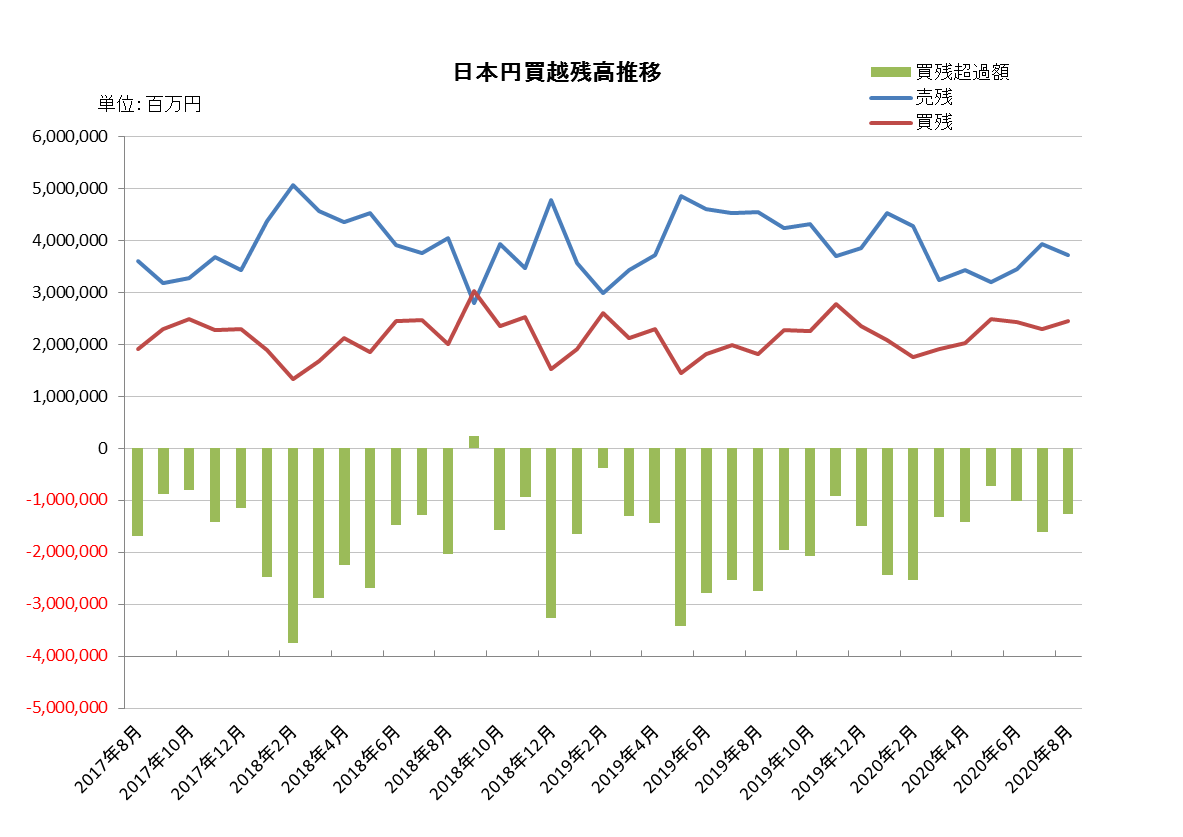 日本円買越残高推移
買残超過額
売残
買残
単位: 百万円
6,000,000
5,000,000
4,000,000
3,000,000
2,000,000
1,000,000
0
-1,000,000
-2,000,000
-3,000,000
-4,000,000
-5,000,000
2017年8月
2017年10月
2017年12月
2018年2月
2018年4月
2018年6月
2018年8月
2018年10月
2018年12月
2019年2月
2019年4月
2019年6月
2019年8月
2019年10月
2019年12月
2020年2月
2020年4月
2020年6月
2020年8月